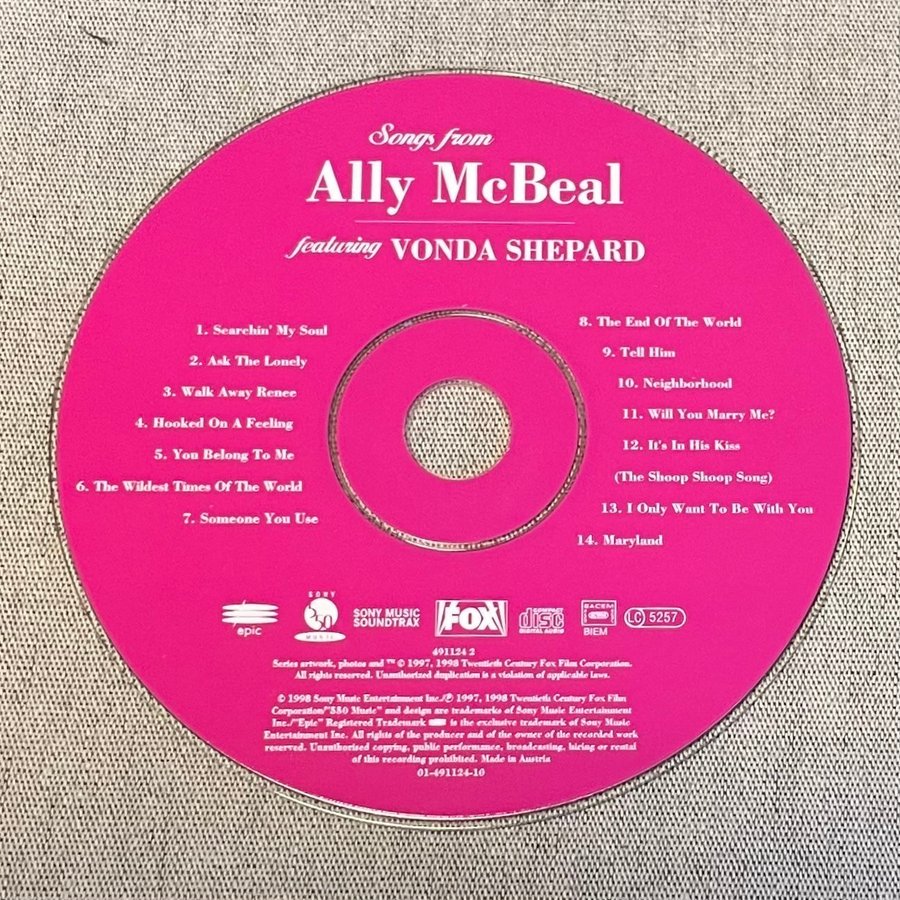 Songs from
Ally McBeal
featuring VONDA SHEPARD
1. Searchin' My Soul
2. Ask The Lonely
3. Walk Away Renee
4. Hooked On A Feeling
5. You Belong To Me
6. The Wildest Times Of The World
7. Someone You Use
8. The End Of The World
9. Tell Him
10. Neighborhood
11. Will You Marry Me?
12. It's In His Kiss
(The Shoop Shoop Song)
13. I Only Want To Be With You
14. Maryland
epic
SONY
550
MUSIC
SONY MUSIC
SOUNDTRAX
FOX
COMPACT
disc
DIGITAL AUDIO
SACEM
BIEM
LC 5257
491124 2
Series artwork, photos and ™ © 1997, 1998 Twentieth Century Fox Film Corporation.
All rights reserved. Unauthorized duplication is a violation of applicable laws.
© 1998 Sony Music Entertainment Inc./℗ 1997, 1998 Twentieth Century Fox Film
Corporation/"550 Music" and design are trademarks of Sony Music Entertainment
Inc./"Epic" Registered Trademark is the exclusive trademark of Sony Music
Entertainment Inc. All rights of the producer and of the owner of the recorded work
reserved. Unauthorised copying, public performance, broadcasting, hiring or rental
of this recording prohibited. Made in Austria
01-491124-10